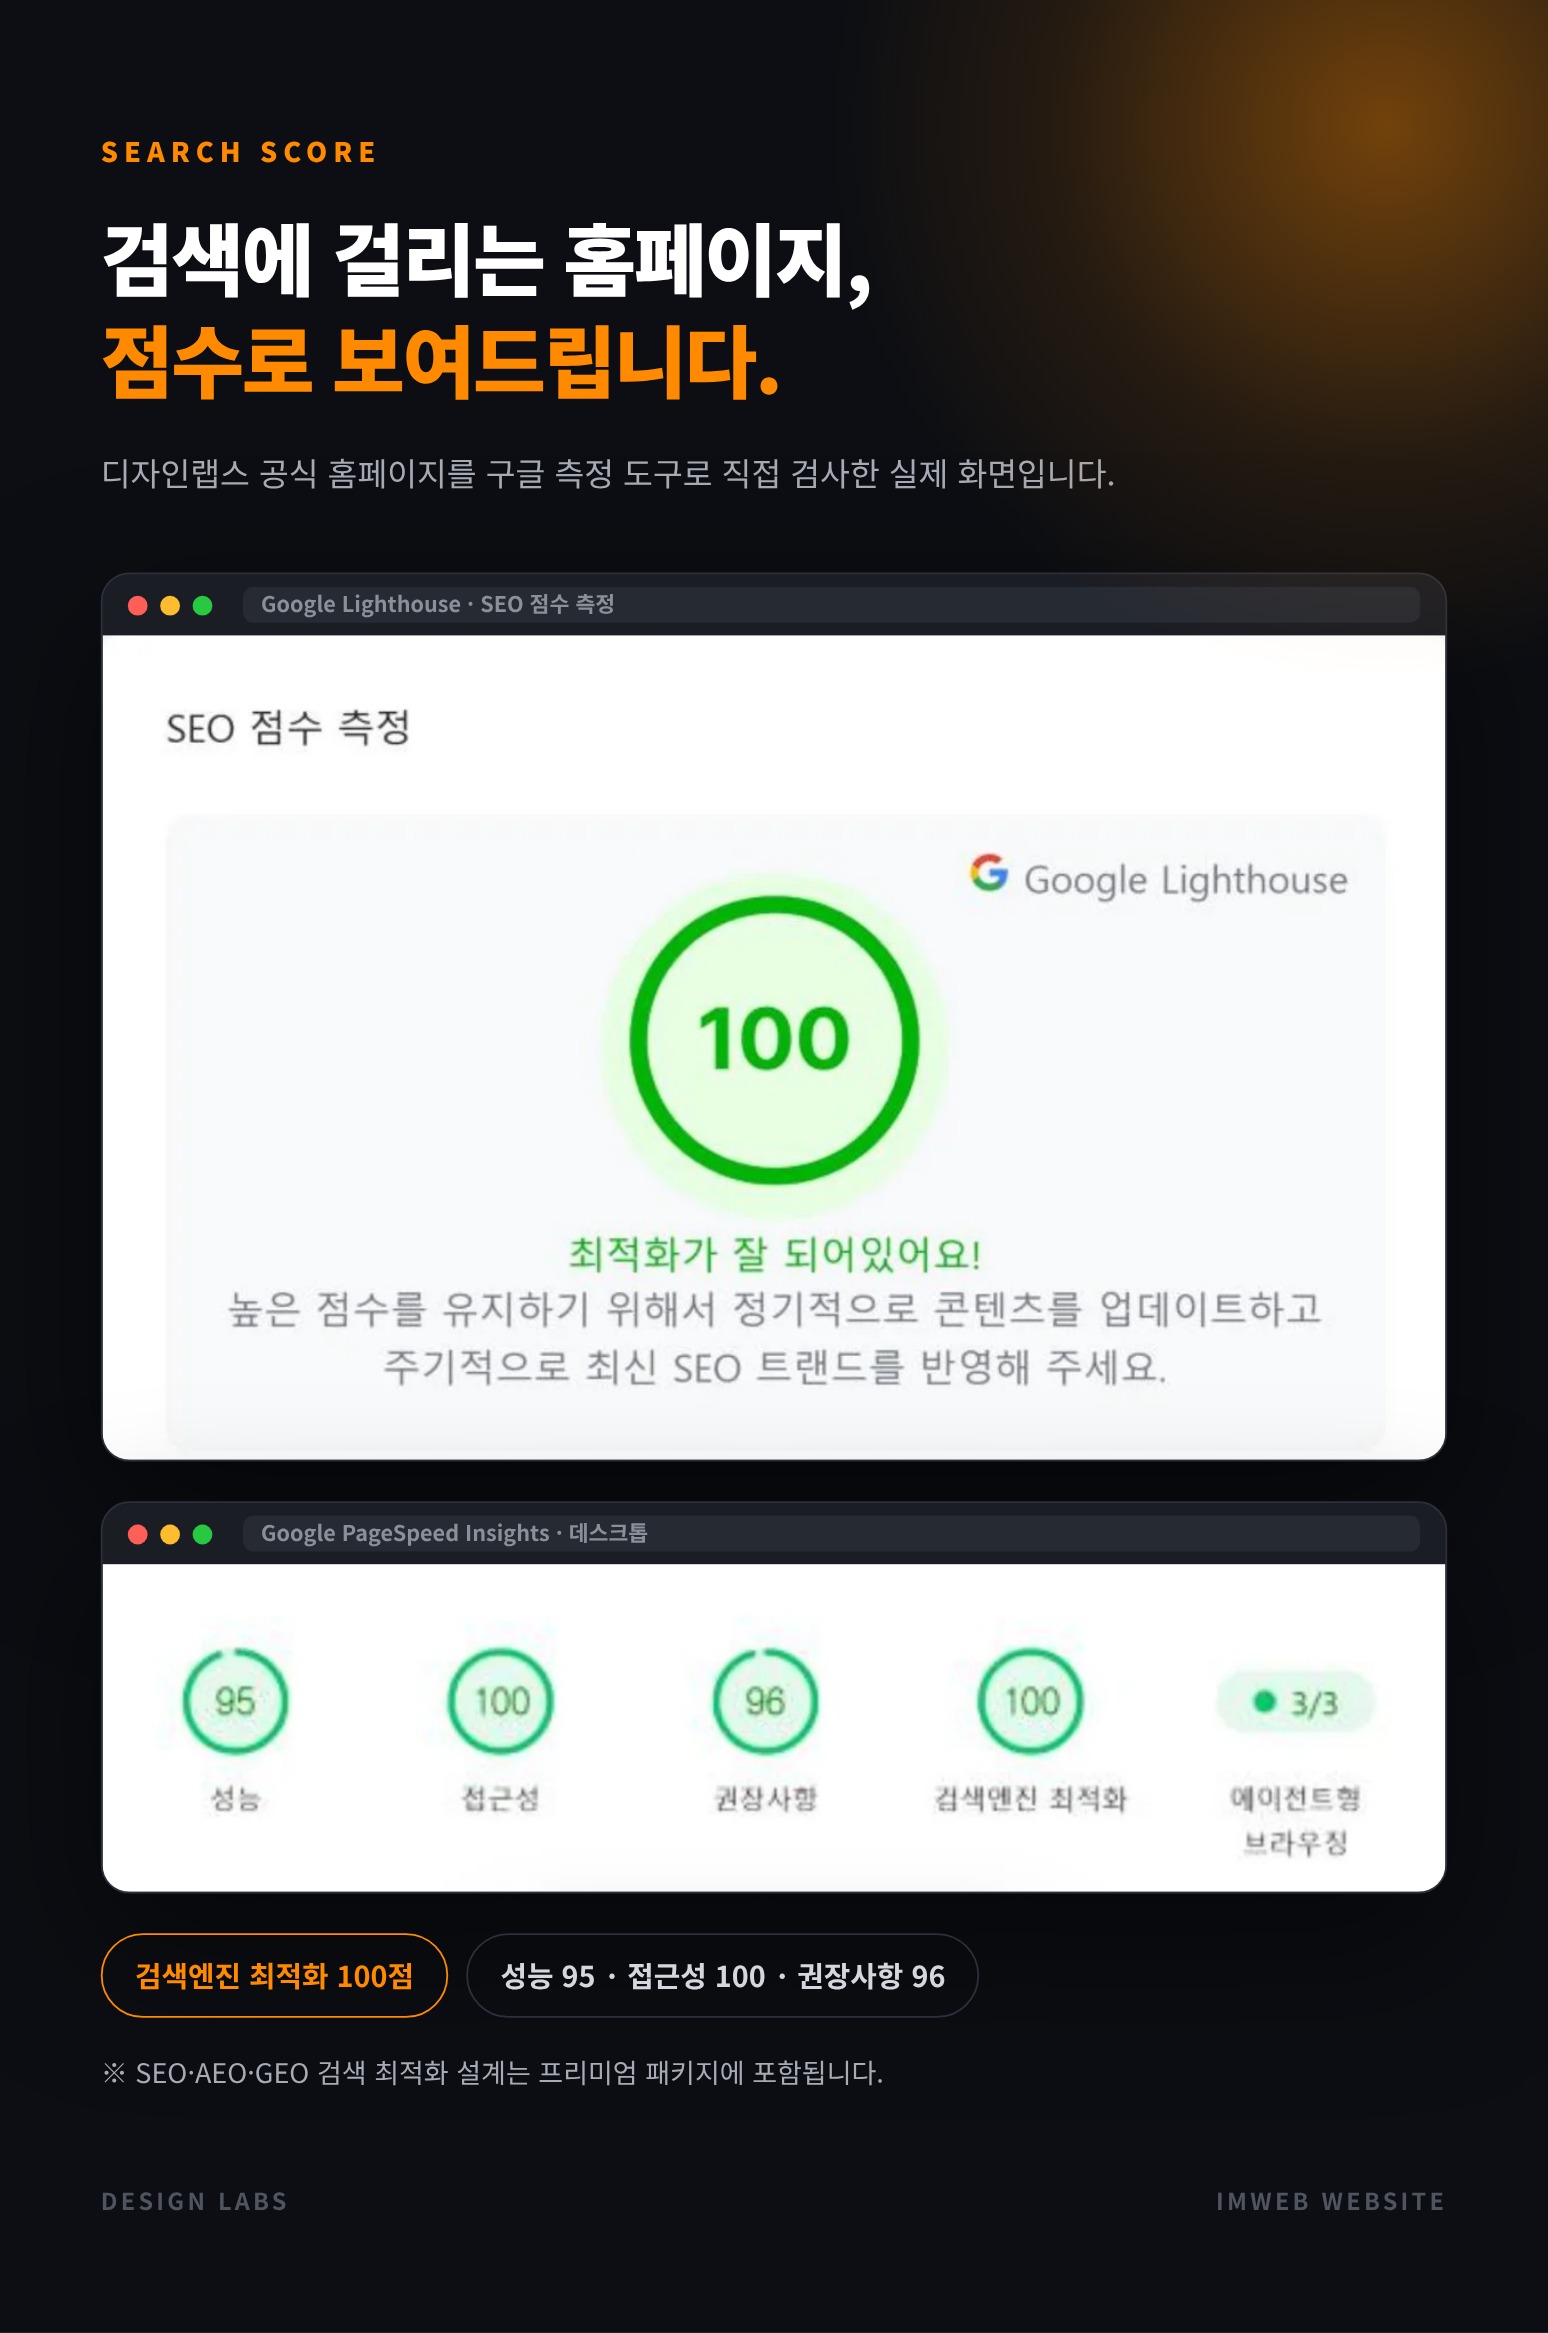 SEARCH SCORE
검색에 걸리는 홈페이지,
점수로 보여드립니다.
디자인랩스 공식 홈페이지를 구글 측정 도구로 직접 검사한 실제 화면입니다.
Google Lighthouse · SEO 점수 측정
SEO 점수 측정
Google Lighthouse
100
최적화가 잘 되어있어요!
높은 점수를 유지하기 위해서 정기적으로 콘텐츠를 업데이트하고
주기적으로 최신 SEO 트랜드를 반영해 주세요.
Google PageSpeed Insights · 데스크톱
95 100 96 100 3/3
성능 접근성 권장사항 검색엔진 최적화 에이전트형
브라우징
검색엔진 최적화 100점 성능 95 · 접근성 100 · 권장사항 96
※ SEO·AEO·GEO 검색 최적화 설계는 프리미엄 패키지에 포함됩니다.
DESIGN LABS IMWEB WEBSITE